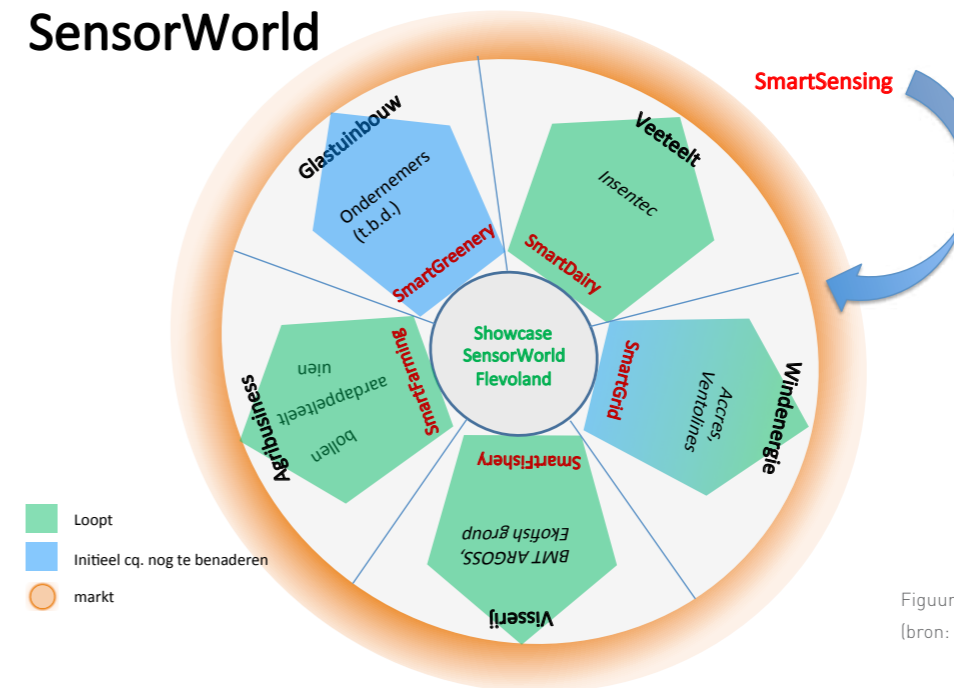 SensorWorld
SmartSensing
Glastuinbouw
Ondernemers
(t.b.d.)
SmartGreenery
Veeteelt
Insentec
SmartDairy
Showcase
SensorWorld
Flevoland
Windenergie
Accres,
Ventolines
SmartGrid
SmartFishery
BMT ARGOSS,
Ekofish group
Visserij
Agribusiness
uien
aardappelteelt
bollen
SmartFarming
Loopt
Initieel cq. nog te benaderen
markt
Figuur
(bron: